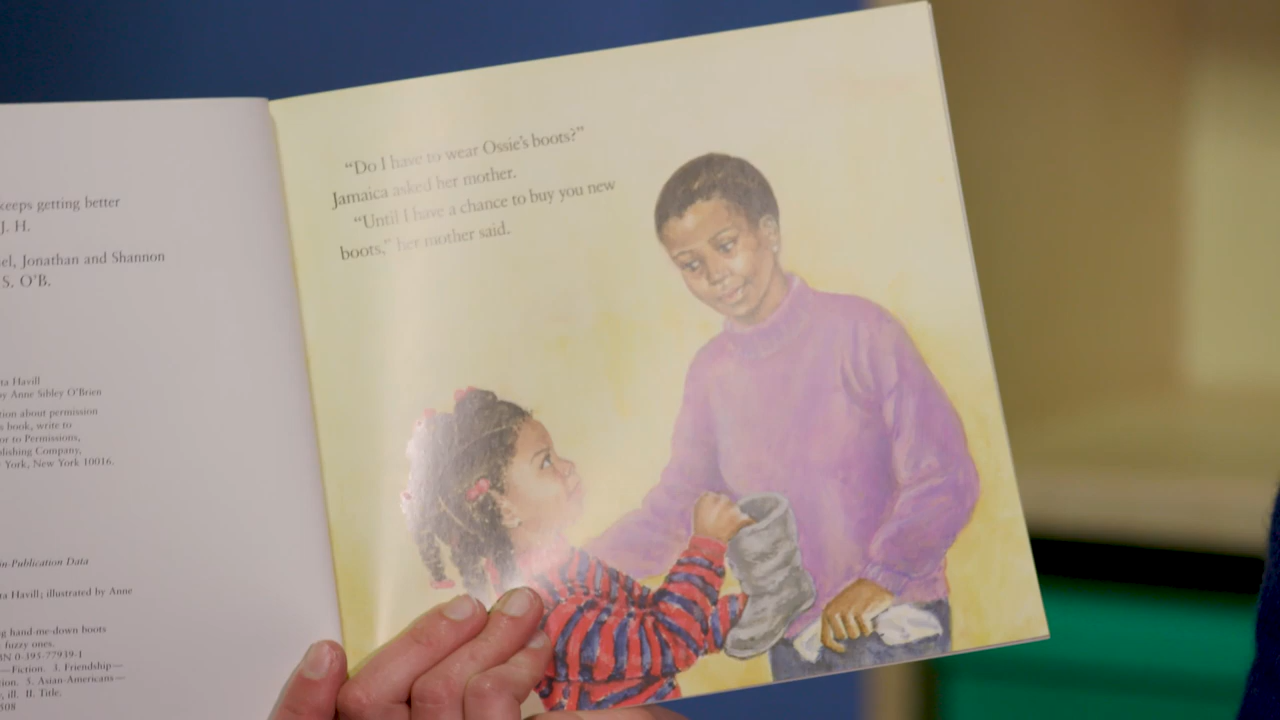 keeps getting better
J. H.
el, Jonathan and Shannon
S. O'B.
ta Havill
by Anne Sibley O'Brien
tion about permission
s book, write to
or to Permissions,
blishing Company,
York, New York 10016.
in-Publication Data
ra Havill; illustrated by Anne
g hand-me-down boots
fuzzy ones.
BN 0-395-77939-1
—Fiction. 3. Friendship—
tion. 5. Asian-Americans—
, ill. II. Title.
508
“Do I have to wear Ossie's boots?”
Jamaica asked her mother.
“Until I have a chance to buy you new
boots,” her mother said.